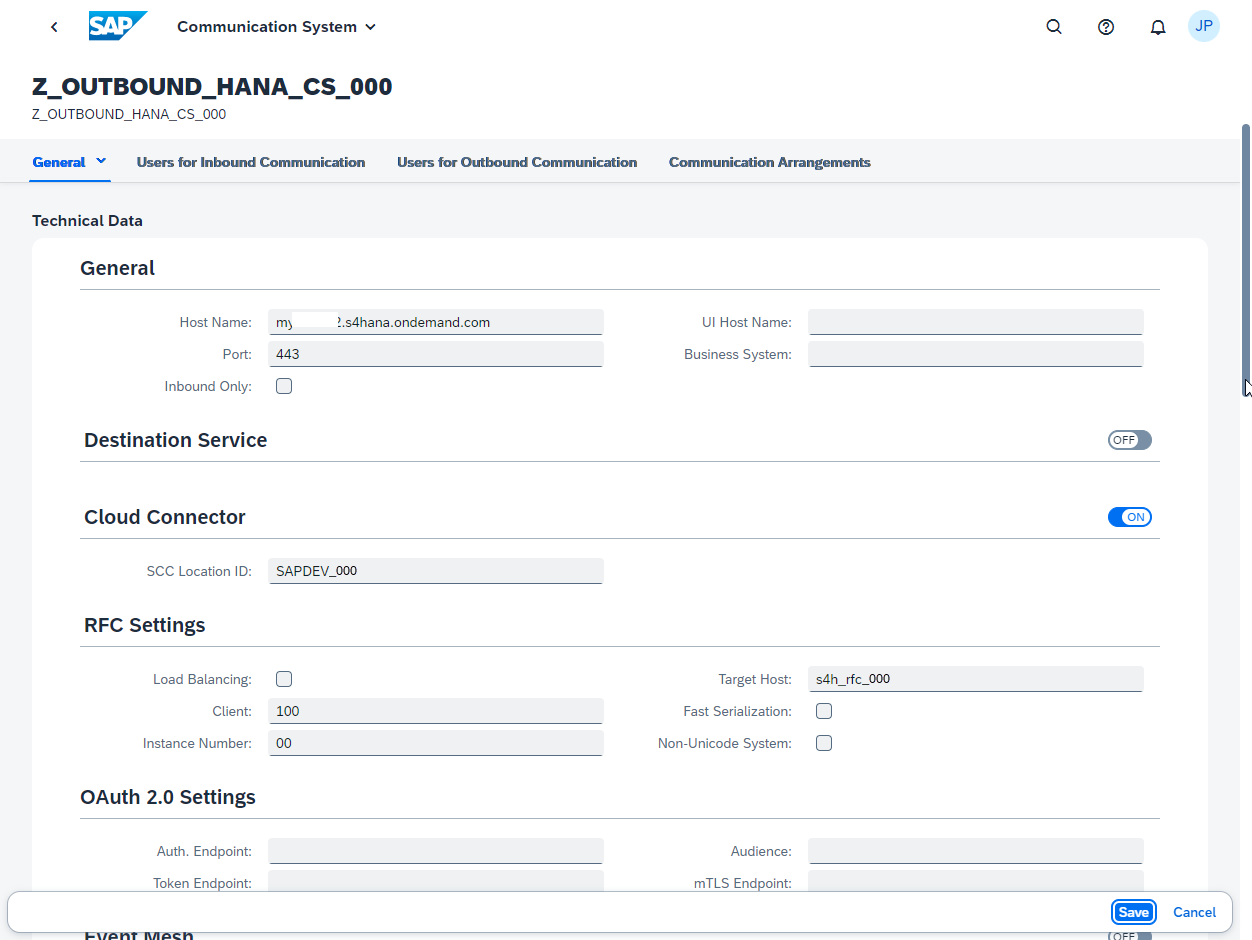 SAP Communication System JP
Z_OUTBOUND_HANA_CS_000
Z_OUTBOUND_HANA_CS_000
General Users for Inbound Communication Users for Outbound Communication Communication Arrangements
Technical Data
General
Host Name: my 2.s4hana.ondemand.com UI Host Name:
Port: 443 Business System:
Inbound Only:
Destination Service OFF
Cloud Connector ON
SCC Location ID: SAPDEV_000
RFC Settings
Load Balancing: Target Host: s4h_rfc_000
Client: 100 Fast Serialization:
Instance Number: 00 Non-Unicode System:
OAuth 2.0 Settings
Auth. Endpoint: Audience:
Token Endpoint: mTLS Endpoint:
Save Cancel
Event Mesh OFF